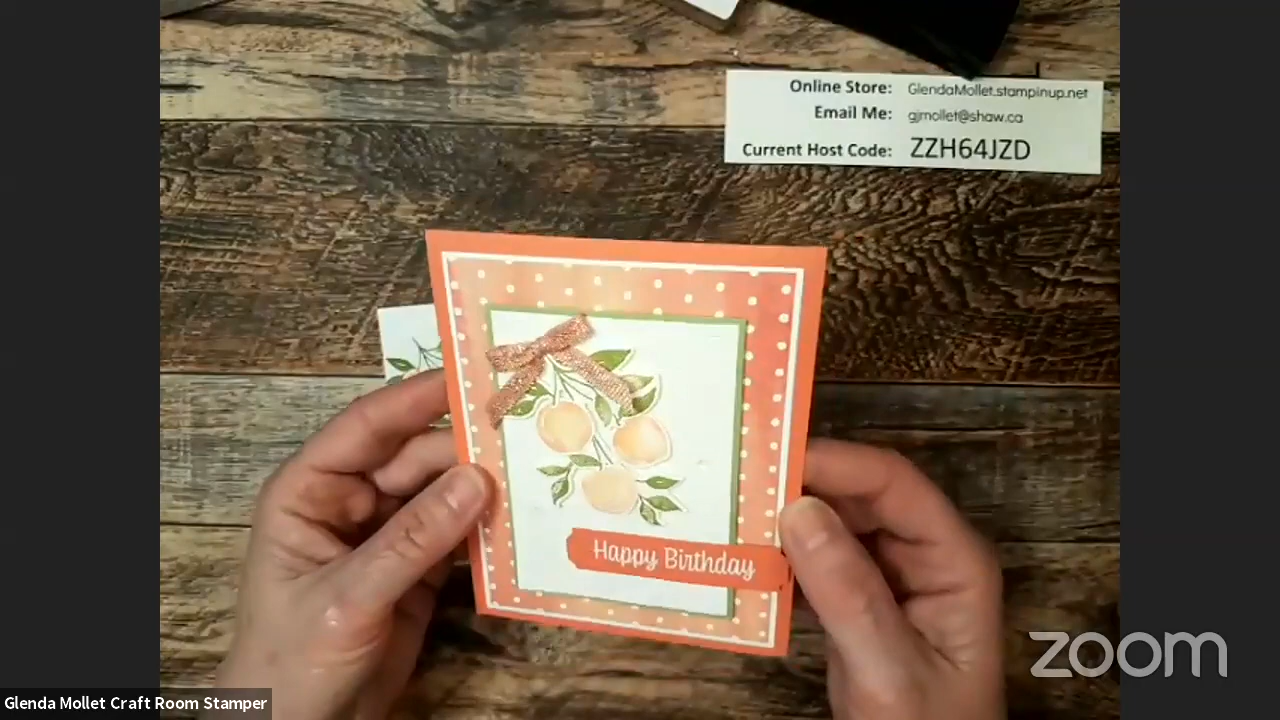 Online Store: GlendaMollet.stampinup.net
Email Me: gjmollet@shaw.ca
Current Host Code: ZZH64JZD
Happy Birthday
zoom
Glenda Mollet Craft Room Stamper